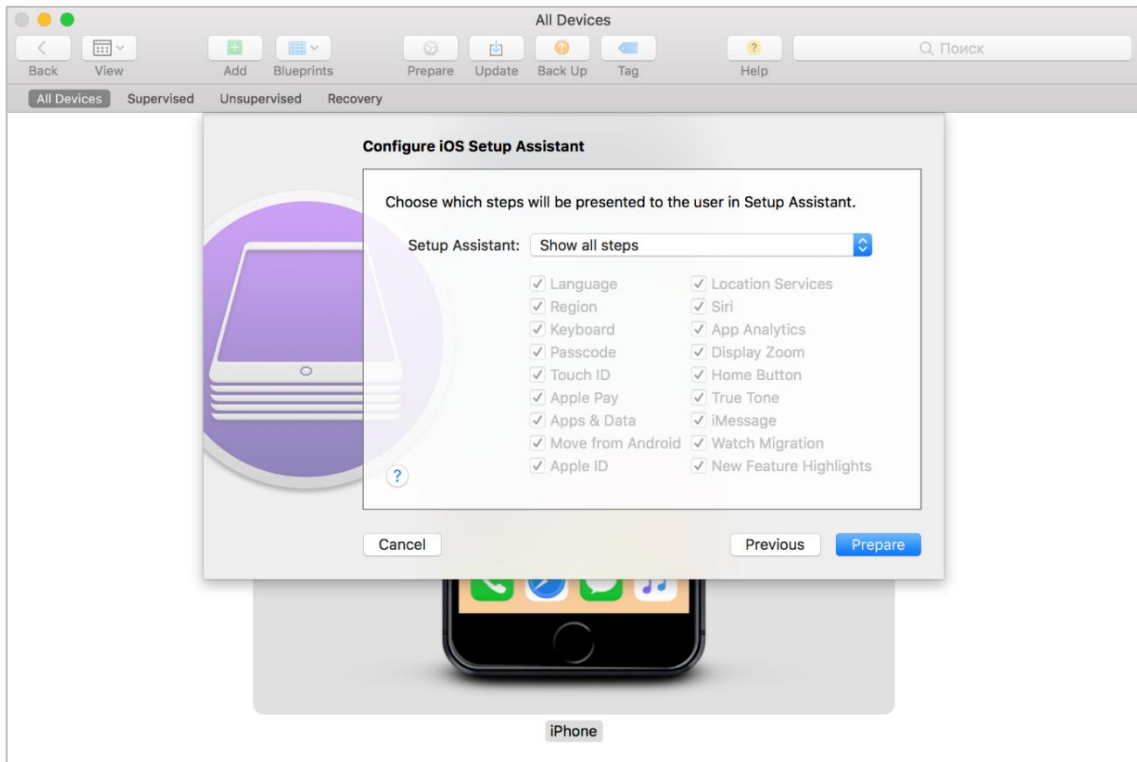 All Devices
Back View Add Blueprints Prepare Update Back Up Tag ? Help Поиск
All Devices Supervised Unsupervised Recovery
Configure iOS Setup Assistant
Choose which steps will be presented to the user in Setup Assistant.
Setup Assistant: Show all steps
Language Location Services
Region Siri
Keyboard App Analytics
Passcode Display Zoom
Touch ID Home Button
Apple Pay True Tone
Apps & Data iMessage
Move from Android Watch Migration
Apple ID New Feature Highlights
?
Cancel Previous Prepare
iPhone